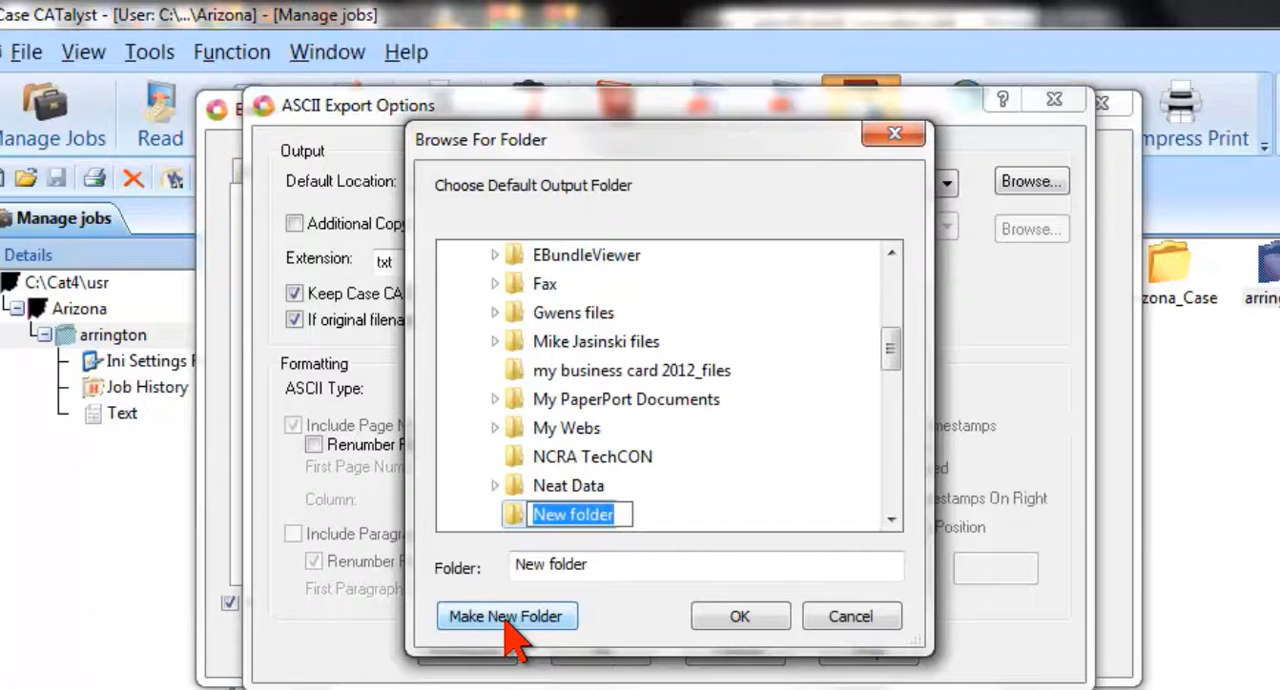 Case CATalyst - [User: C:\...\Arizona] - [Manage jobs]
File View Tools Function Window Help
Manage Jobs Read
mpress Print
ASCII Export Options
Browse For Folder
Output
Choose Default Output Folder
Default Location:
Browse...
Manage jobs
Additional Copy
Browse...
Details
Extension: txt
EBundleViewer
C:\Cat4\usr
Fax
Keep Case CA
zona_Case
arring
Arizona
Gwens files
If original filena
arrington
Mike Jasinski files
Ini Settings F
Formatting
my business card 2012_files
Job History
ASCII Type:
My PaperPort Documents
Text
Include Page N
My Webs
mestamps
Renumber F
NCRA TechCON
First Page Num
ed
Neat Data
Column:
estamps On Right
New folder
Position
Include Paragr
Renumber F
Folder: New folder
First Paragraph
Make New Folder OK Cancel